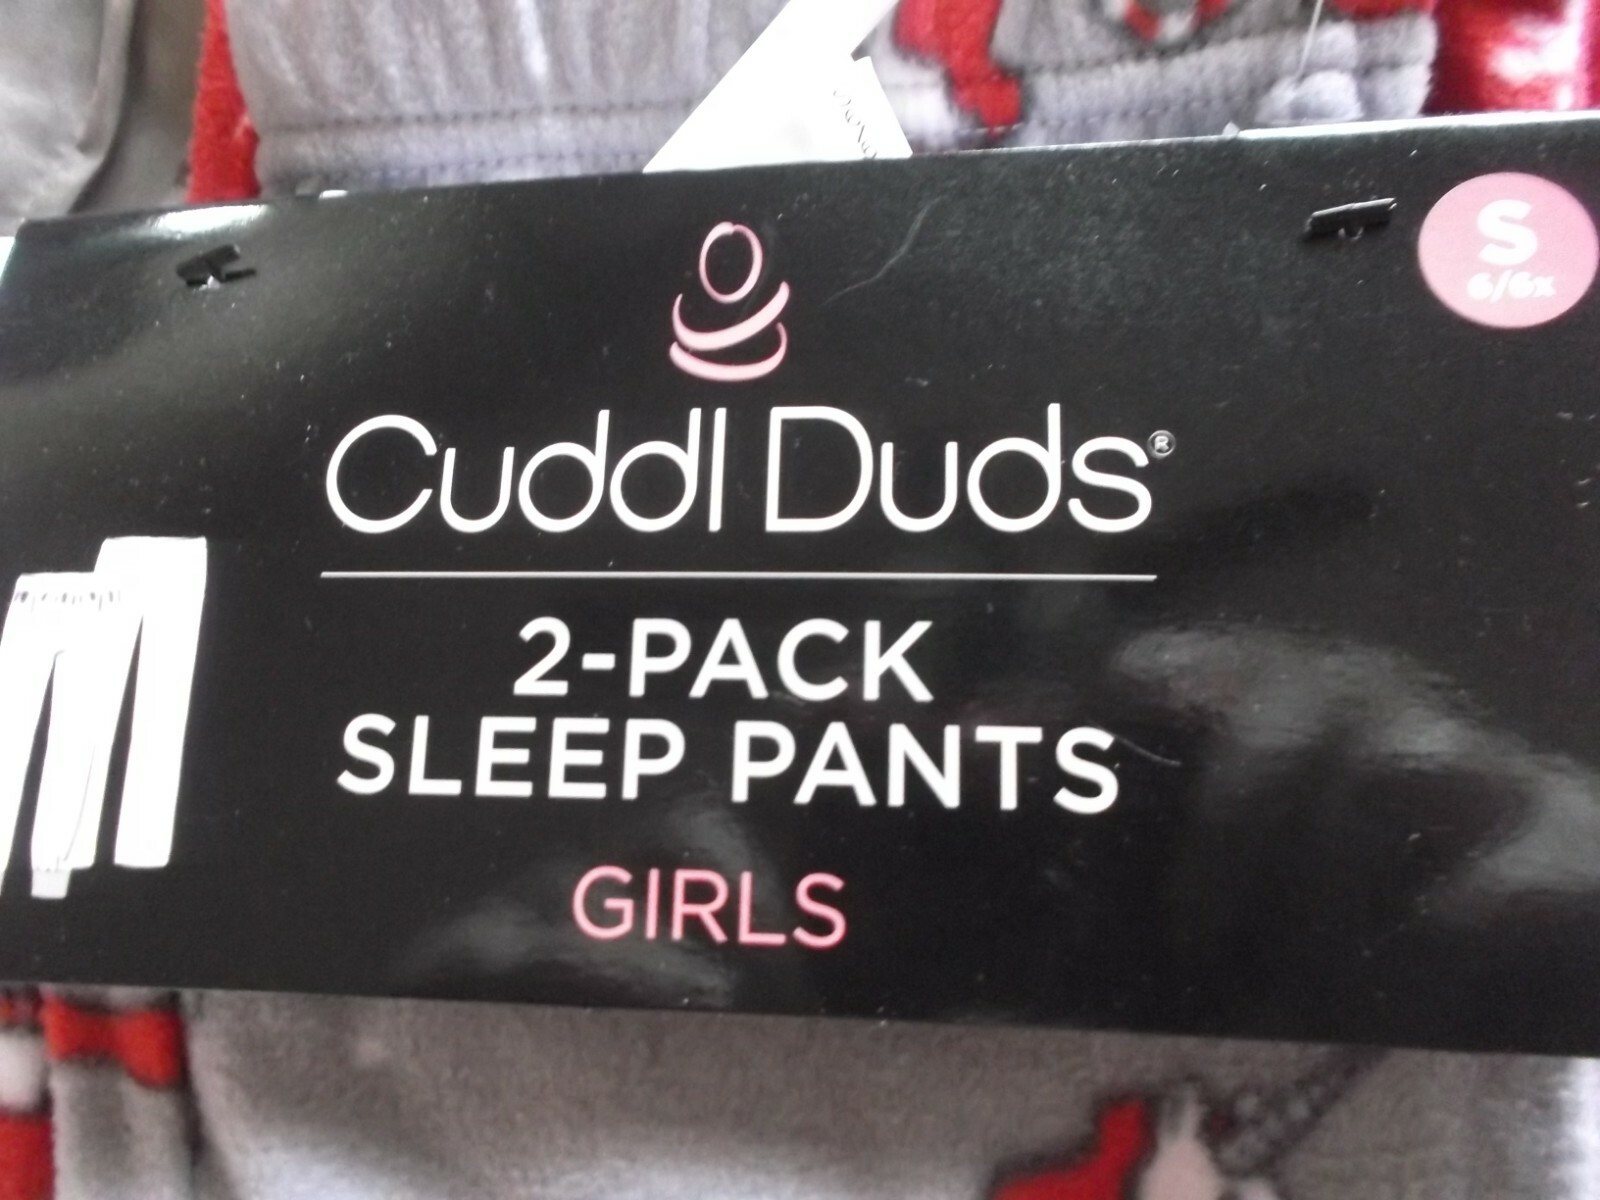 S
6/6x
Cuddl Duds®
2-PACK
SLEEP PANTS
GIRLS